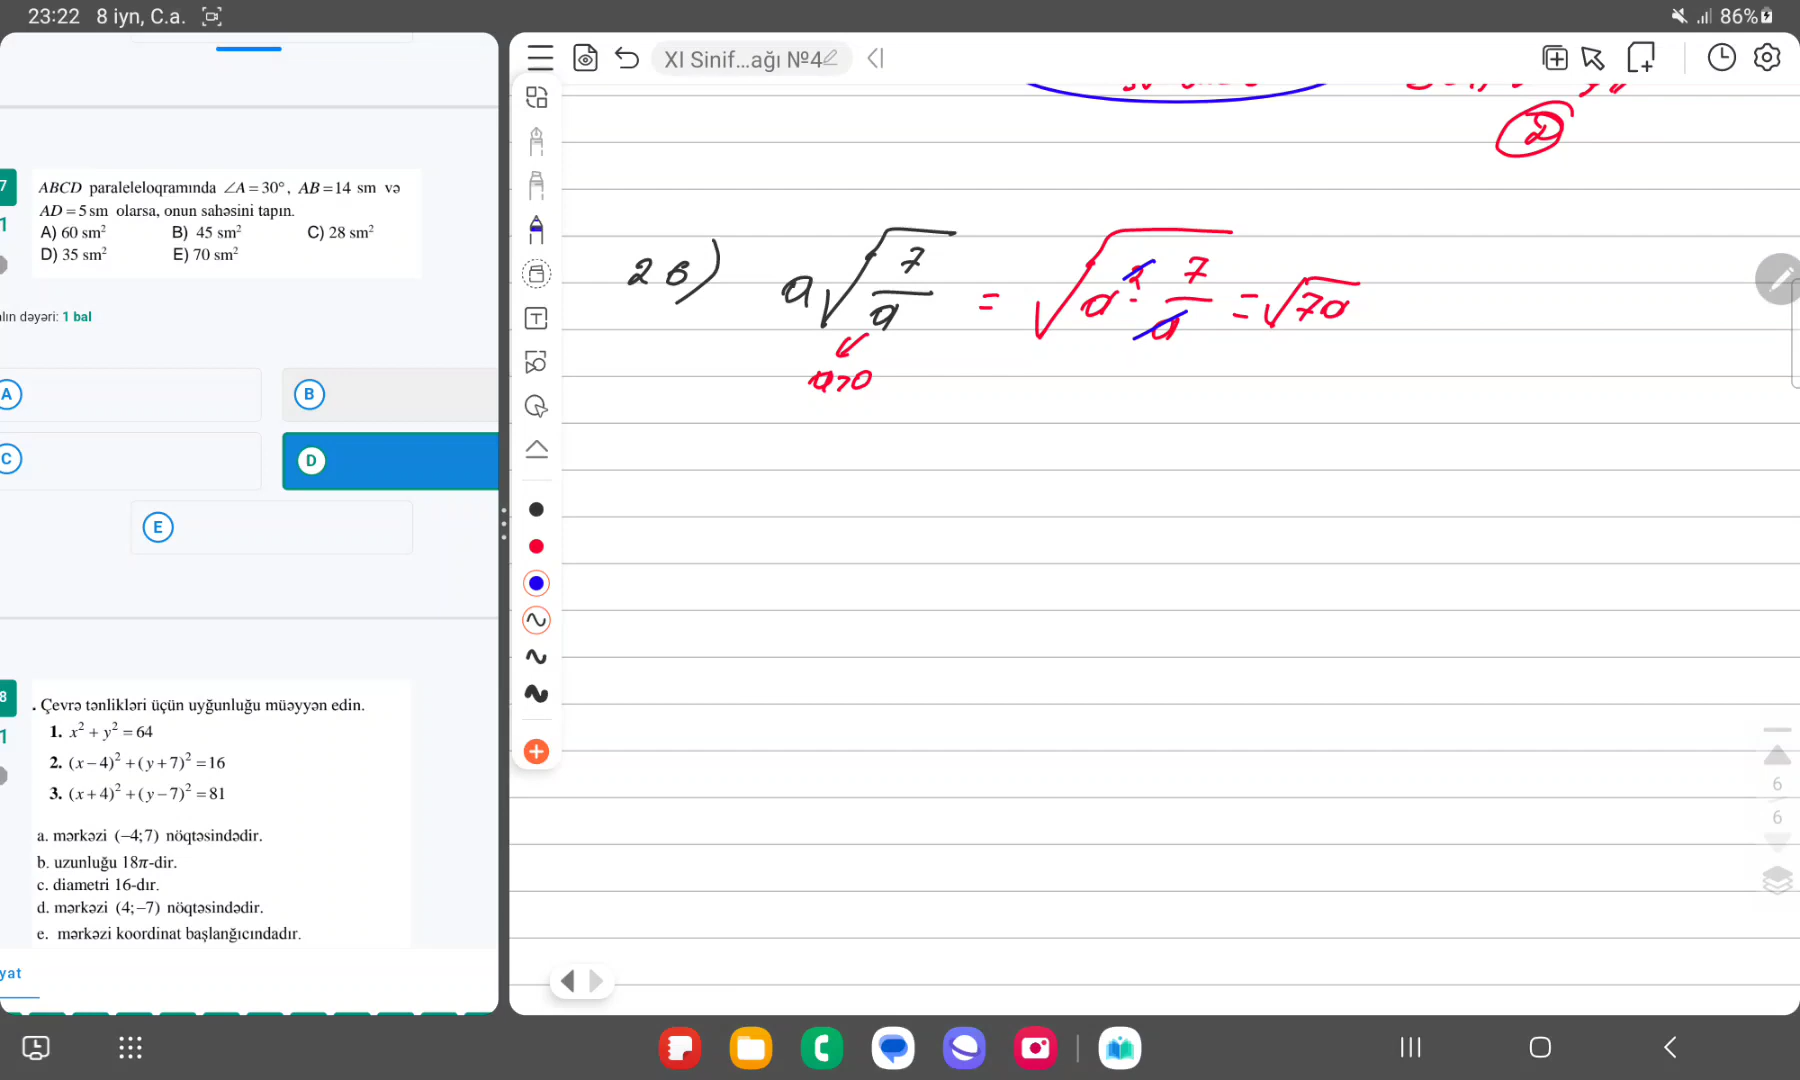 23:22 8 iyn, C.a. 86%
XI Sinif...ağı №4
7
ABCD paraleleloqramında ∠A=30°, AB=14 sm və
1
AD=5sm olarsa, onun sahəsini tapın.
A) 60 sm² B) 45 sm² C) 28 sm²
D) 35 sm² E) 70 sm²
lın dəyəri: 1 bal
A B
C D
E
8
. Çevrə tənlikləri üçün uyğunluğu müəyyən edin.
1
1. x² + y² = 64
2. (x−4)² + (y+7)² = 16
3. (x+4)² + (y−7)² = 81
a. mərkəzi (−4;7) nöqtəsindədir.
b. uzunluğu 18π-dir.
c. diametri 16-dır.
d. mərkəzi (4;−7) nöqtəsindədir.
e. mərkəzi koordinat başlanğıcındadır.
yat
26) a√(7/a) = √(a²·7/a) = √7a
a>0
6
6